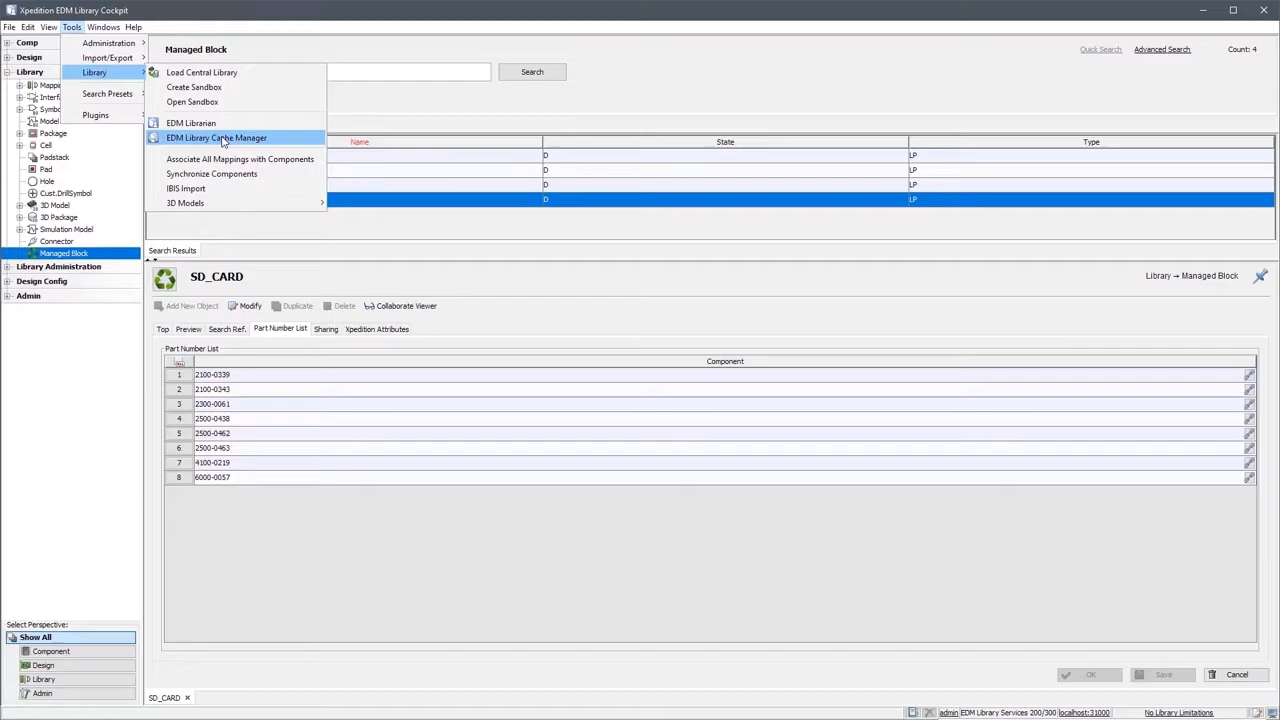 Xpedition EDM Library Cockpit
File Edit View Tools Windows Help
Comp
Design
Library
Interf
Symbo
Model
Package
Cell
Padstack
Pad
Hole
Cust.DrillSymbol
3D Model
3D Package
Simulation Model
Connector
Managed Block
Library Administration
Design Config
Admin
Administration
Import/Export
Library
Search Presets
Plugins
Load Central Library
Create Sandbox
Open Sandbox
EDM Librarian
EDM Library Cache Manager
Associate All Mappings with Components
Synchronize Components
IBIS Import
3D Models
Managed Block
Quick Search Advanced Search Count: 4
Search
Name State Type
D LP
D LP
D LP
D LP
Search Results
SD_CARD Library → Managed Block
Add New Object Modify Duplicate Delete Collaborate Viewer
Top Preview Search Ref. Part Number List Sharing Xpedition Attributes
Part Number List
Component
1 2100-0339
2 2100-0343
3 2300-0061
4 2500-0438
5 2500-0462
6 2500-0463
7 4100-0219
8 6000-0057
Select Perspective:
Show All
Component
Design
Library
Admin
OK Save Cancel
SD_CARD
admin EDM Library Services 200/300 localhost:31000 No Library Limitations